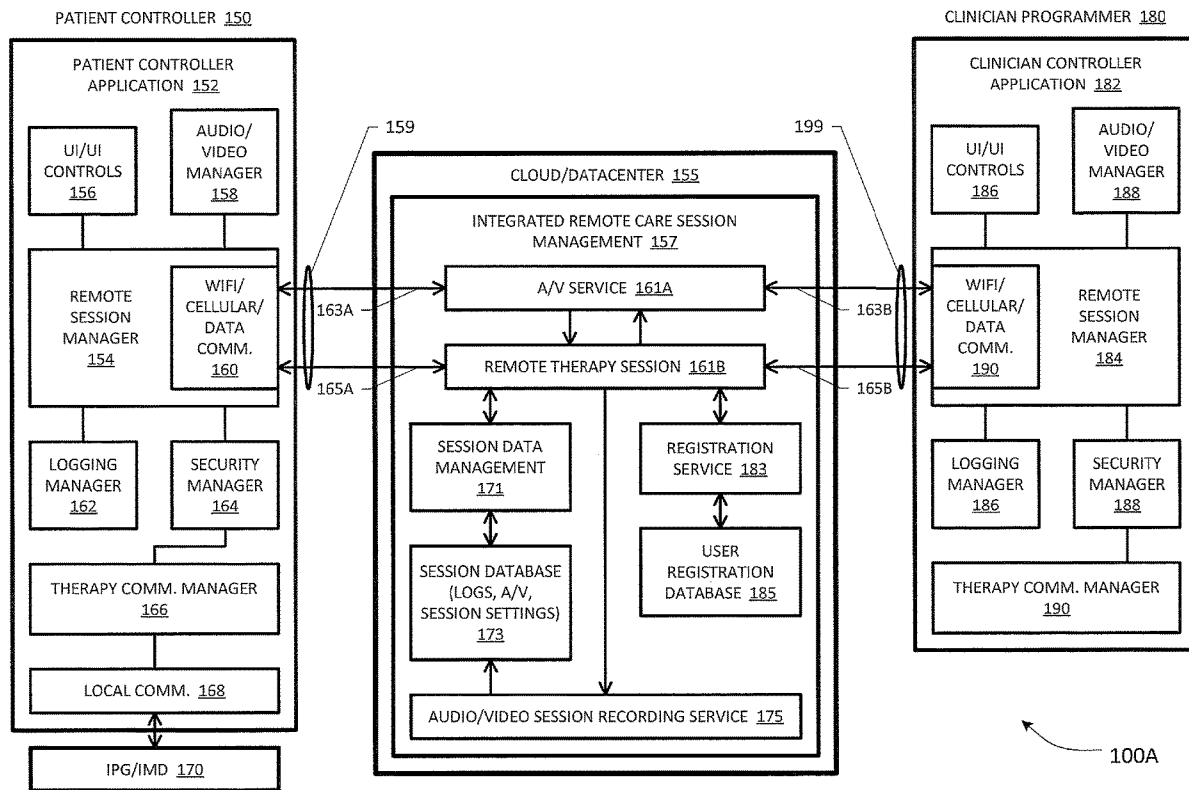 PATIENT CONTROLLER 150
PATIENT CONTROLLER
APPLICATION 152
UI/UI
CONTROLS
156
AUDIO/
VIDEO
MANAGER
158
REMOTE
SESSION
MANAGER
154
WIFI/
CELLULAR/
DATA
COMM.
160
LOGGING
MANAGER
162
SECURITY
MANAGER
164
THERAPY COMM. MANAGER
166
LOCAL COMM. 168
IPG/IMD 170
159
163A
165A
CLOUD/DATACENTER 155
INTEGRATED REMOTE CARE SESSION
MANAGEMENT 157
A/V SERVICE 161A
REMOTE THERAPY SESSION 161B
SESSION DATA
MANAGEMENT
171
REGISTRATION
SERVICE 183
SESSION DATABASE
(LOGS, A/V,
SESSION SETTINGS)
173
USER
REGISTRATION
DATABASE 185
AUDIO/VIDEO SESSION RECORDING SERVICE 175
199
163B
165B
CLINICIAN PROGRAMMER 180
CLINICIAN CONTROLLER
APPLICATION 182
UI/UI
CONTROLS
186
AUDIO/
VIDEO
MANAGER
188
WIFI/
CELLULAR/
DATA
COMM.
190
REMOTE
SESSION
MANAGER
184
LOGGING
MANAGER
186
SECURITY
MANAGER
188
THERAPY COMM. MANAGER
190
100A